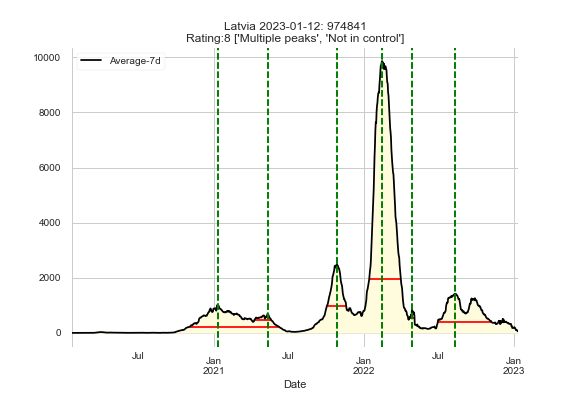 Latvia 2023-01-12: 974841
Rating:8 ['Multiple peaks', 'Not in control']
Average-7d
10000
8000
6000
4000
2000
0
Jul
Jan
2021
Jul
Jan
2022
Jul
Jan
2023
Date